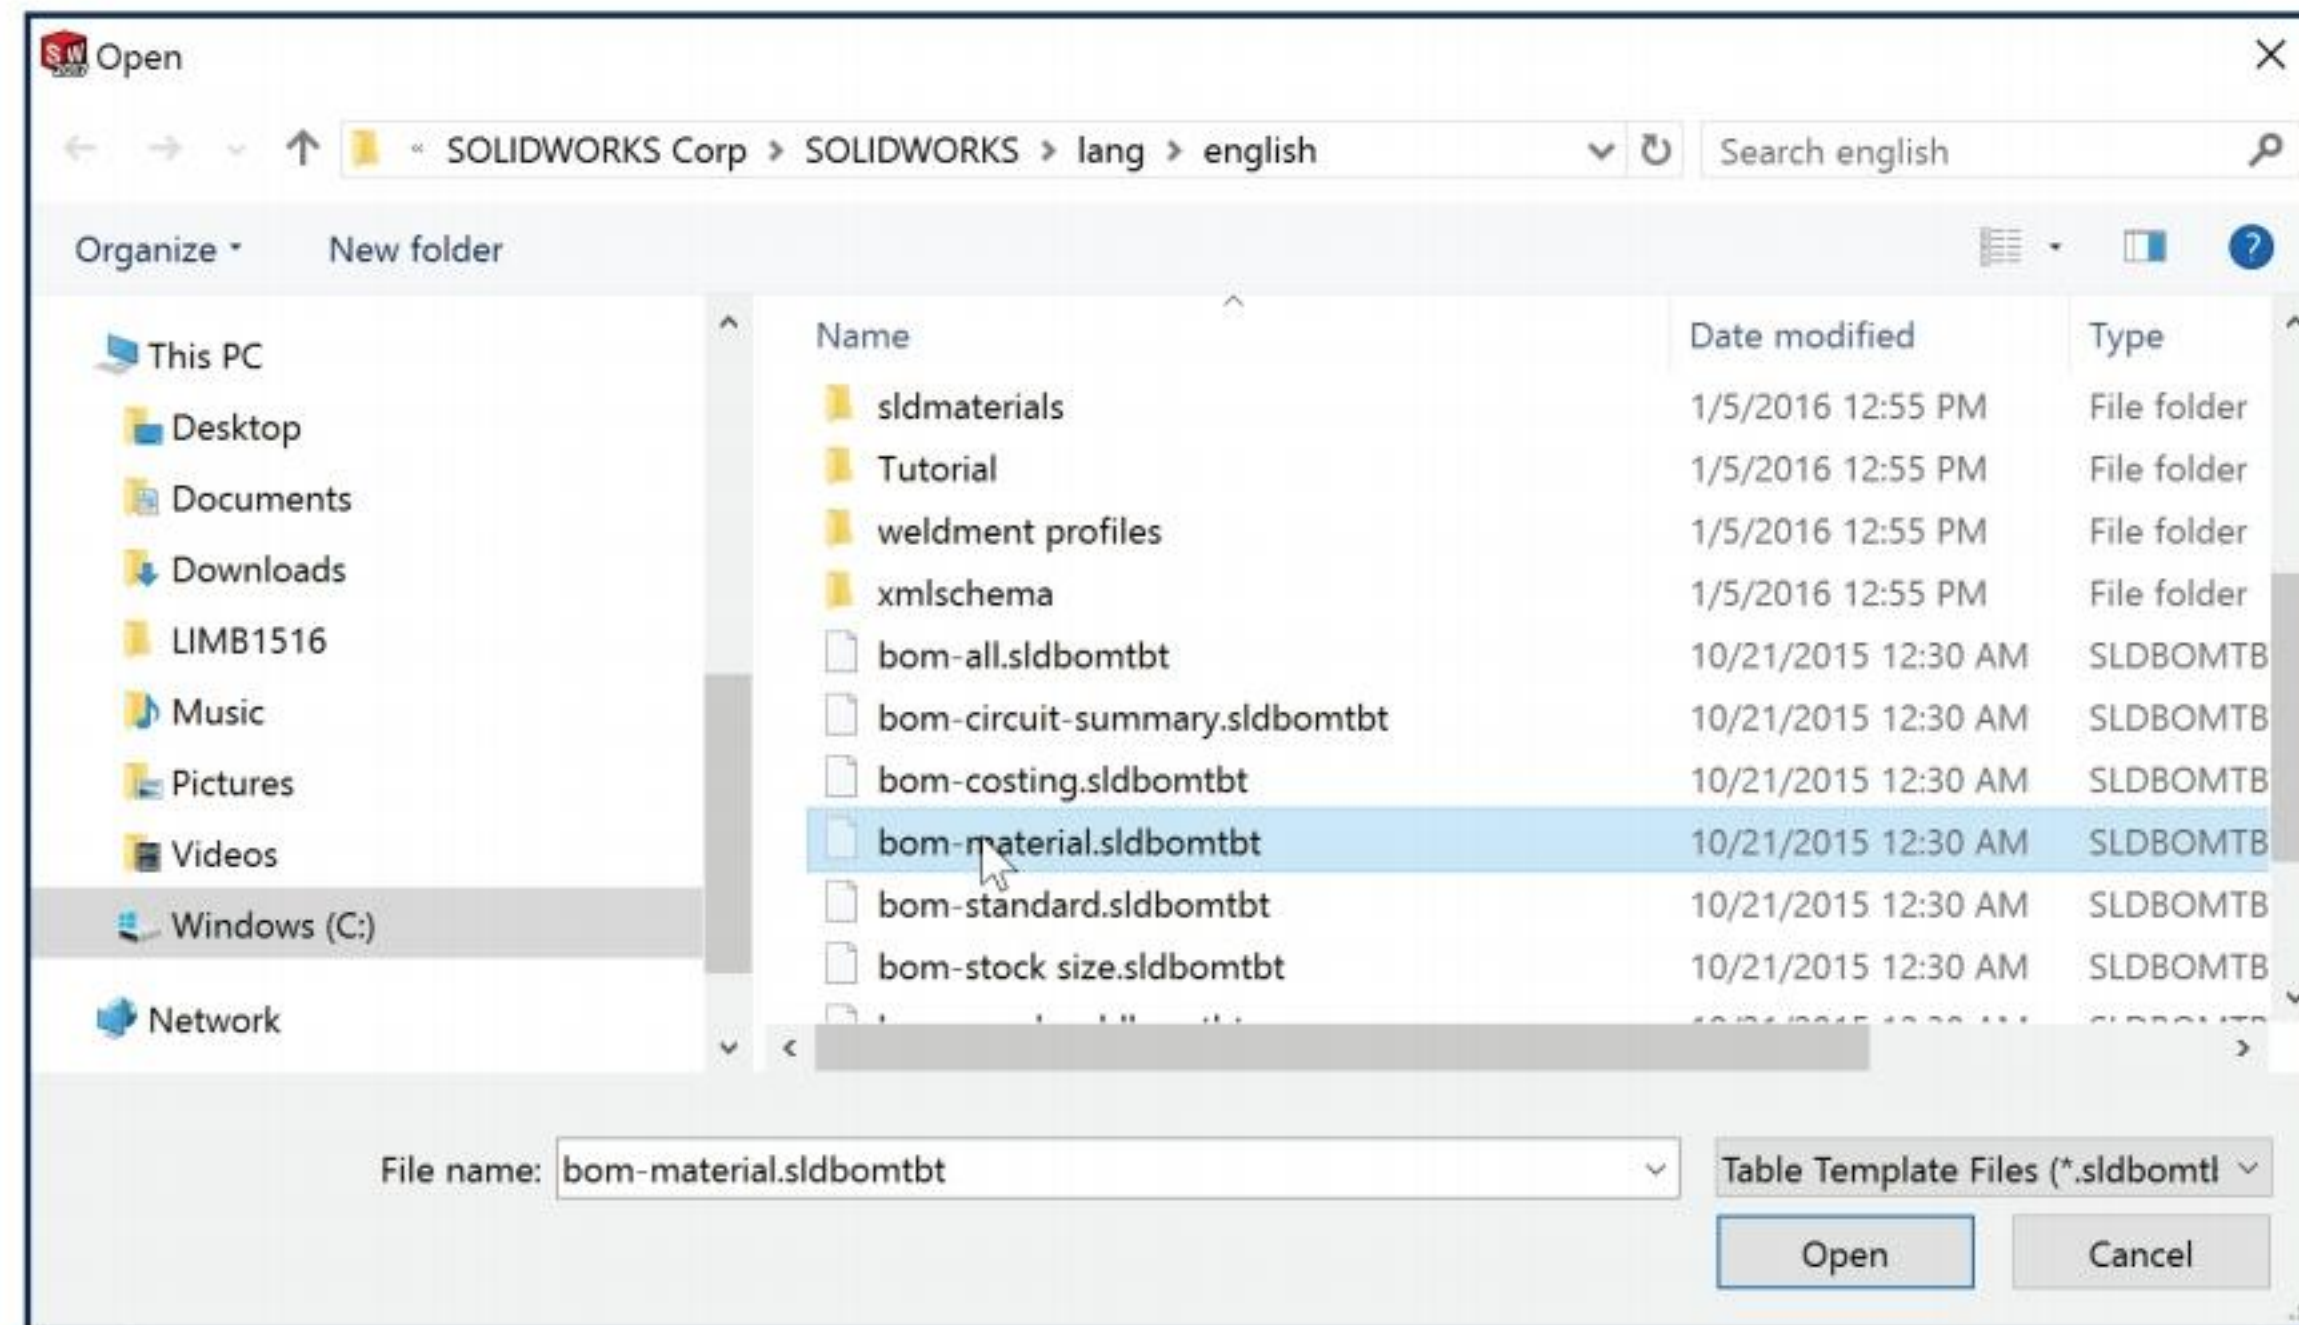 Open
« SOLIDWORKS Corp > SOLIDWORKS > lang > english Search english
Organize New folder
Name Date modified Type
This PC
Desktop
Documents
Downloads
LIMB1516
Music
Pictures
Videos
Windows (C:)
Network
sldmaterials 1/5/2016 12:55 PM File folder
Tutorial 1/5/2016 12:55 PM File folder
weldment profiles 1/5/2016 12:55 PM File folder
xmlschema 1/5/2016 12:55 PM File folder
bom-all.sldbomtbt 10/21/2015 12:30 AM SLDBOMTB
bom-circuit-summary.sldbomtbt 10/21/2015 12:30 AM SLDBOMTB
bom-costing.sldbomtbt 10/21/2015 12:30 AM SLDBOMTB
bom-material.sldbomtbt 10/21/2015 12:30 AM SLDBOMTB
bom-standard.sldbomtbt 10/21/2015 12:30 AM SLDBOMTB
bom-stock size.sldbomtbt 10/21/2015 12:30 AM SLDBOMTB
File name: bom-material.sldbomtbt Table Template Files (*.sldbomtl
Open Cancel